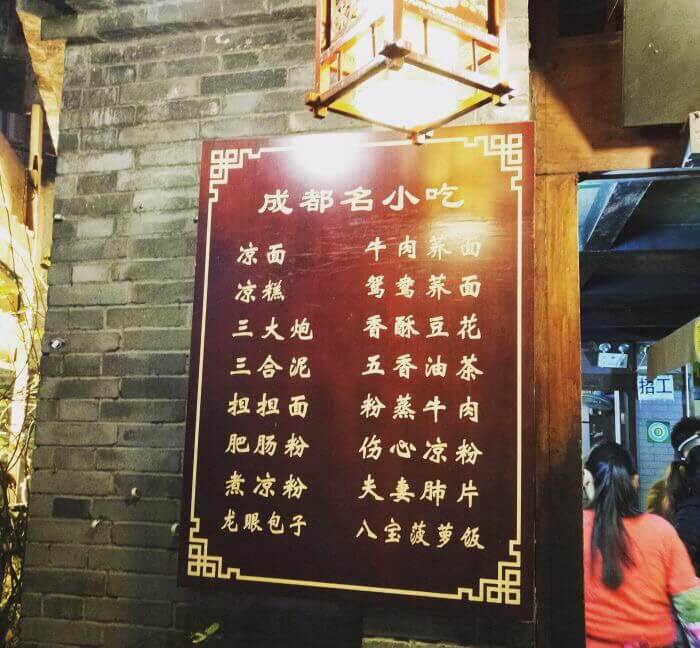 成都名小吃
凉面
凉糕
三大炮
三合泥
担担面
肥肠粉
煮凉粉
龙眼包子
牛肉荞面
鸳鸯荞面
香酥豆花
五香油茶
粉蒸牛肉
伤心凉粉
夫妻肺片
八宝菠萝饭
招工